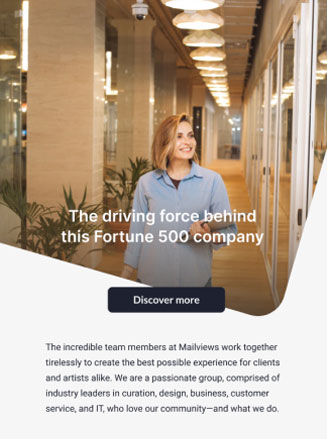 The driving force behind
this Fortune 500 company
Discover more
The incredible team members at Mailviews work together
tirelessly to create the best possible experience for clients
and artists alike. We are a passionate group, comprised of
industry leaders in curation, design, business, customer
service, and IT, who love our community—and what we do.